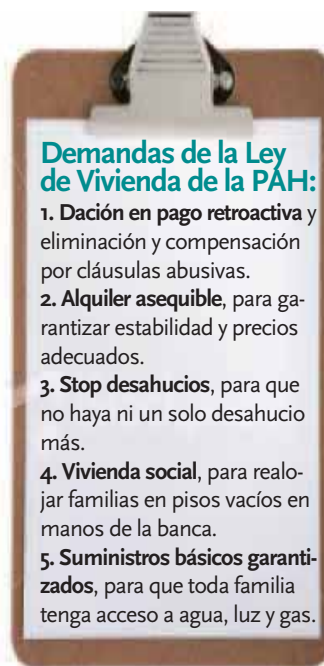 Demandas de la Ley
de Vivienda de la PAH:
1. Dación en pago retroactiva y
eliminación y compensación
por cláusulas abusivas.
2. Alquiler asequible, para ga-
rantizar estabilidad y precios
adecuados.
3. Stop desahucios, para que
no haya ni un solo desahucio
más.
4. Vivienda social, para realo-
jar familias en pisos vacíos en
manos de la banca.
5. Suministros básicos garanti-
zados, para que toda familia
tenga acceso a agua, luz y gas.